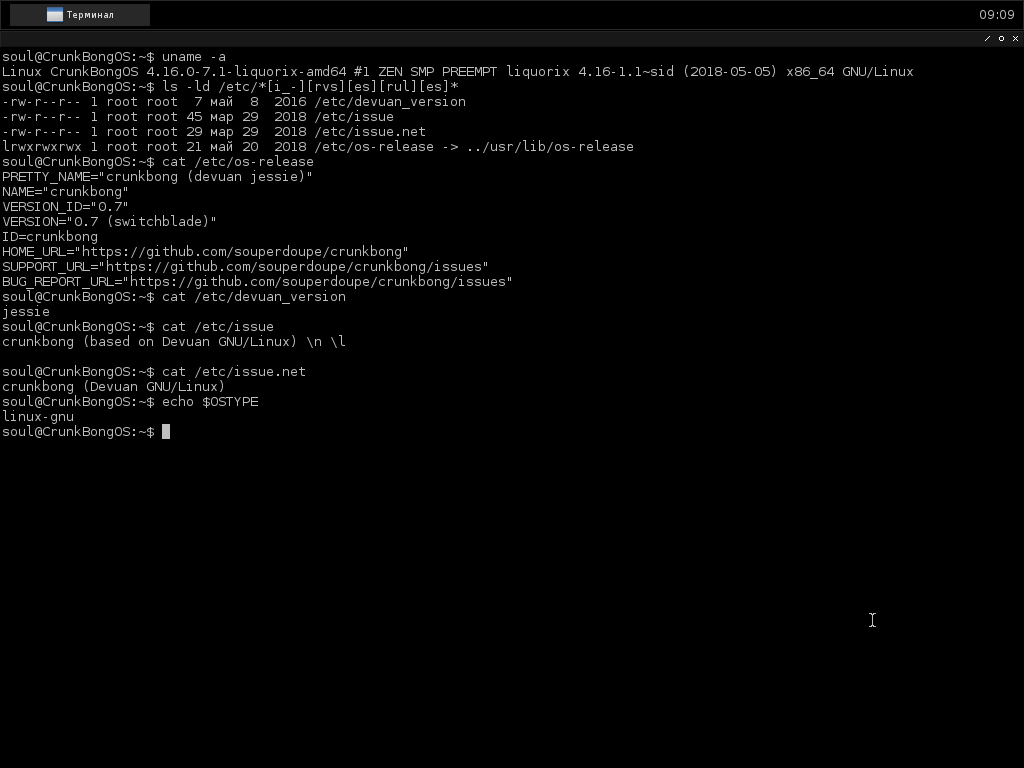 Терминал
09:09
soul@CrunkBongOS:~$ uname -a
Linux CrunkBongOS 4.16.0-7.1-liquorix-amd64 #1 ZEN SMP PREEMPT liquorix 4.16-1.1~sid (2018-05-05) x86_64 GNU/Linux
soul@CrunkBongOS:~$ ls -ld /etc/*[i_-][rvs][es][rul][es]*
-rw-r--r-- 1 root root  7 май  8  2016 /etc/devuan_version
-rw-r--r-- 1 root root 45 мар 29  2018 /etc/issue
-rw-r--r-- 1 root root 29 мар 29  2018 /etc/issue.net
lrwxrwxrwx 1 root root 21 май 20  2018 /etc/os-release -> ../usr/lib/os-release
soul@CrunkBongOS:~$ cat /etc/os-release
PRETTY_NAME="crunkbong (devuan jessie)"
NAME="crunkbong"
VERSION_ID="0.7"
VERSION="0.7 (switchblade)"
ID=crunkbong
HOME_URL="https://github.com/souperdoupe/crunkbong"
SUPPORT_URL="https://github.com/souperdoupe/crunkbong/issues"
BUG_REPORT_URL="https://github.com/souperdoupe/crunkbong/issues"
soul@CrunkBongOS:~$ cat /etc/devuan_version
jessie
soul@CrunkBongOS:~$ cat /etc/issue
crunkbong (based on Devuan GNU/Linux) \n \l

soul@CrunkBongOS:~$ cat /etc/issue.net
crunkbong (Devuan GNU/Linux)
soul@CrunkBongOS:~$ echo $OSTYPE
linux-gnu
soul@CrunkBongOS:~$